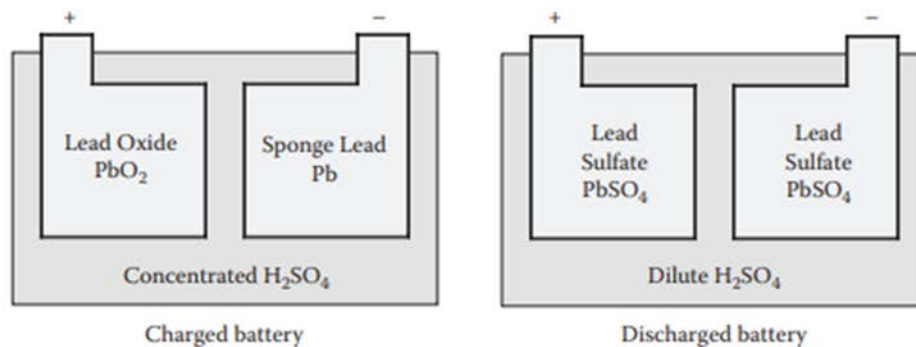 +
−
Lead Oxide
PbO₂
Sponge Lead
Pb
Concentrated H₂SO₄
Charged battery
+
−
Lead
Sulfate
PbSO₄
Lead
Sulfate
PbSO₄
Dilute H₂SO₄
Discharged battery